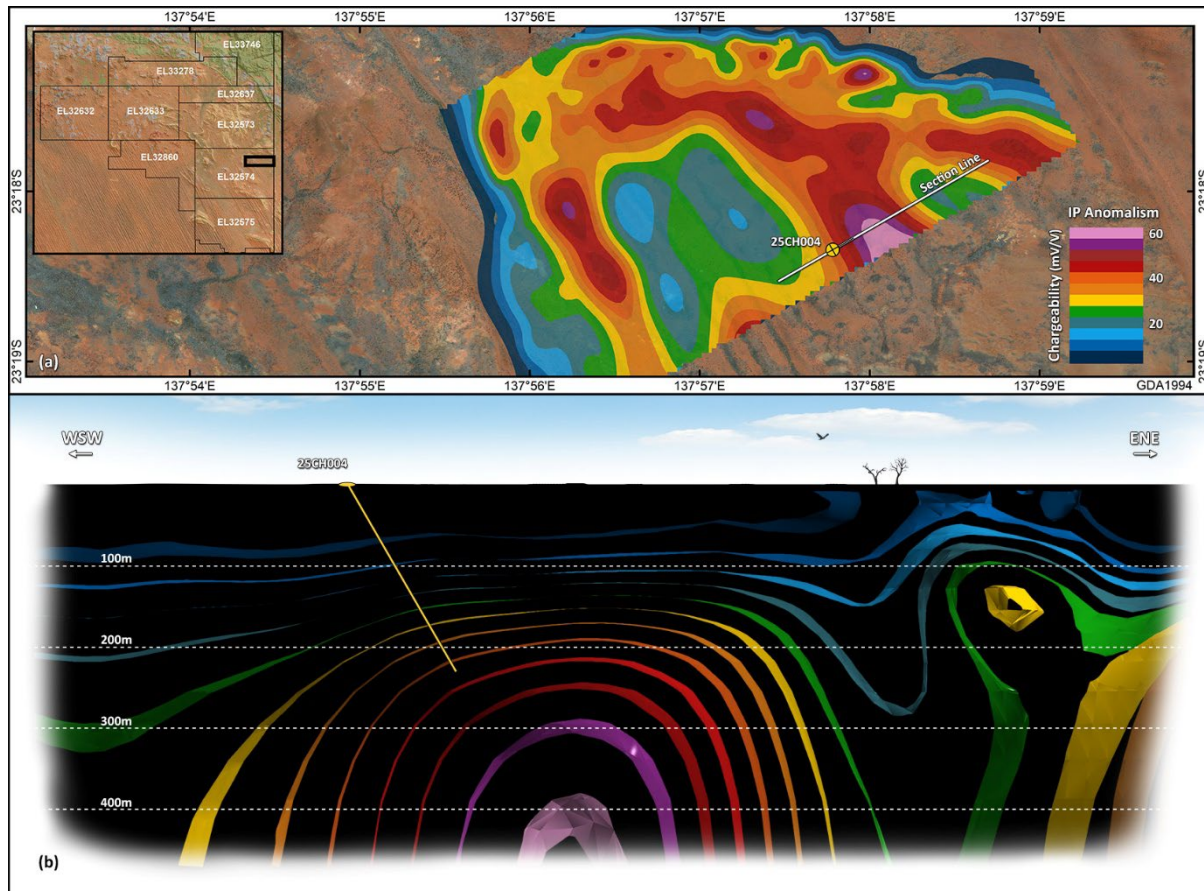 137°54'E 137°55'E 137°56'E 137°57'E 137°58'E 137°59'E
EL33746
EL33278
EL32637
EL32632
EL32633
EL32573
EL32860
EL32574
EL32575
23°18'S
23°18'S
Section Line
25CH004
IP Anomalism
Chargeability (mV/V)
60
40
20
(a)
23°19'S
23°19'S
137°54'E 137°55'E 137°56'E 137°57'E 137°58'E 137°59'E
GDA1994
WSW
ENE
25CH004
100m
200m
300m
400m
(b)